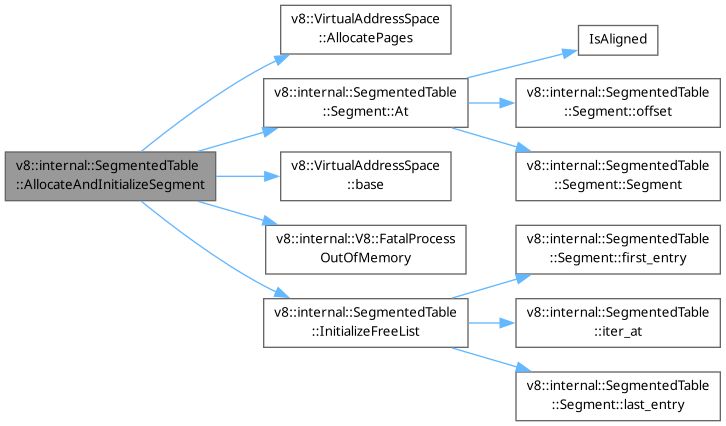 v8::internal::SegmentedTable
::AllocateAndInitializeSegment
v8::VirtualAddressSpace
::AllocatePages
v8::internal::SegmentedTable
::Segment::At
IsAligned
v8::internal::SegmentedTable
::Segment::offset
v8::internal::SegmentedTable
::Segment::Segment
v8::VirtualAddressSpace
::base
v8::internal::V8::FatalProcess
OutOfMemory
v8::internal::SegmentedTable
::InitializeFreeList
v8::internal::SegmentedTable
::Segment::first_entry
v8::internal::SegmentedTable
::iter_at
v8::internal::SegmentedTable
::Segment::last_entry